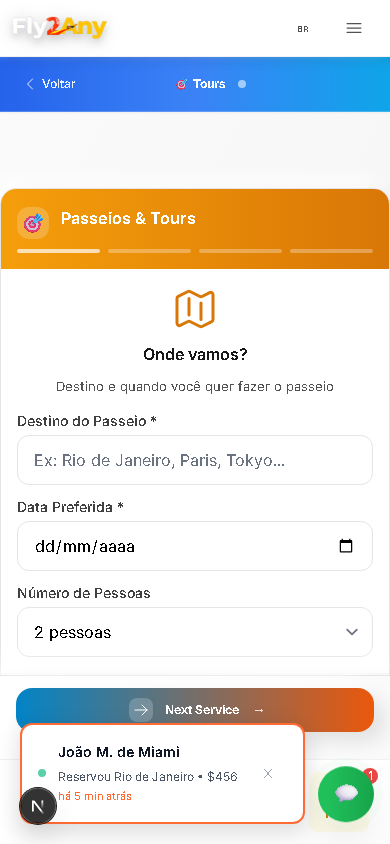 Fly2Any
BR
Voltar
Tours
Passeios & Tours
Onde vamos?
Destino e quando você quer fazer o passeio
Destino do Passeio *
Ex: Rio de Janeiro, Paris, Tokyo...
Data Preferida *
dd/mm/aaaa
Número de Pessoas
2 pessoas
Next Service →
João M. de Miami
Reservou Rio de Janeiro • $456
há 5 min atrás
N
1